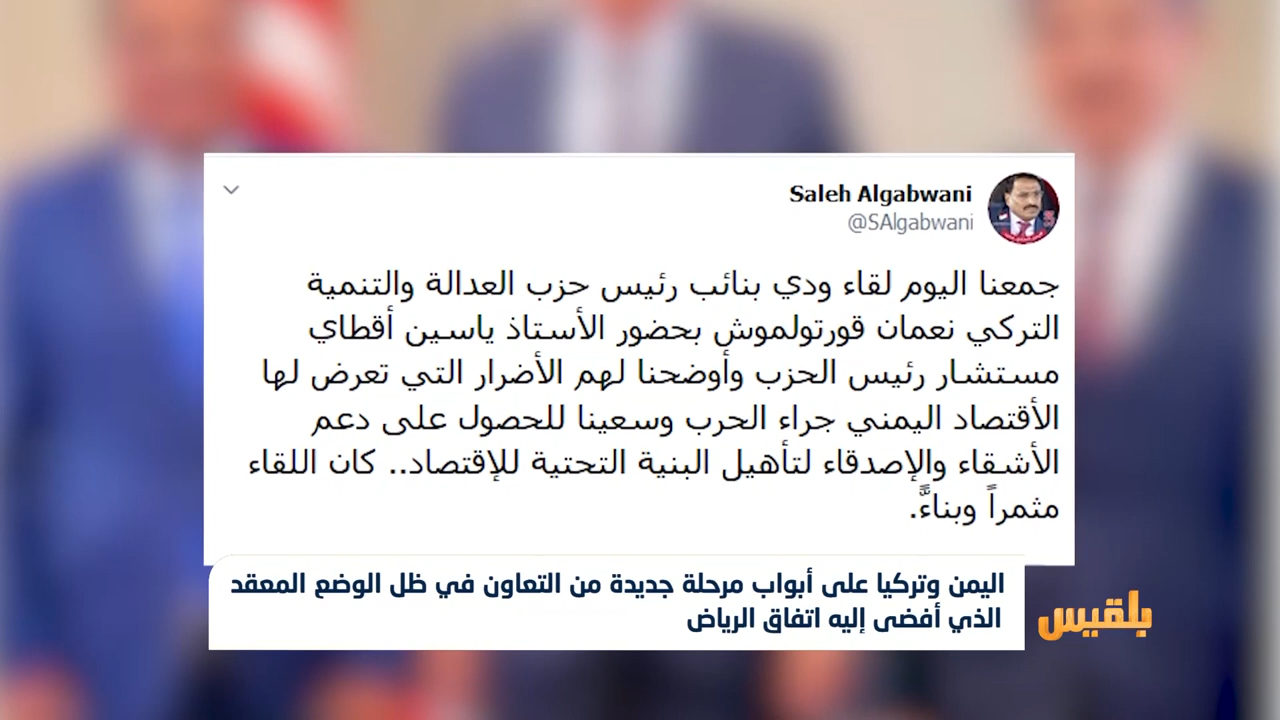 Saleh Algabwani
@SAlgabwani
جمعنا اليوم لقاء ودي بنائب رئيس حزب العدالة والتنمية
التركي نعمان قورتولموش بحضور الأستاذ ياسين أقطاي
مستشار رئيس الحزب وأوضحنا لهم الأضرار التي تعرض لها
الأقتصاد اليمني جراء الحرب وسعينا للحصول على دعم
الأشقاء والإصدقاء لتأهيل البنية التحتية للإقتصاد.. كان اللقاء
مثمراً وبناءًّ.
اليمن وتركيا على أبواب مرحلة جديدة من التعاون في ظل الوضع المعقد
الذي أفضى إليه اتفاق الرياض
بلقيس